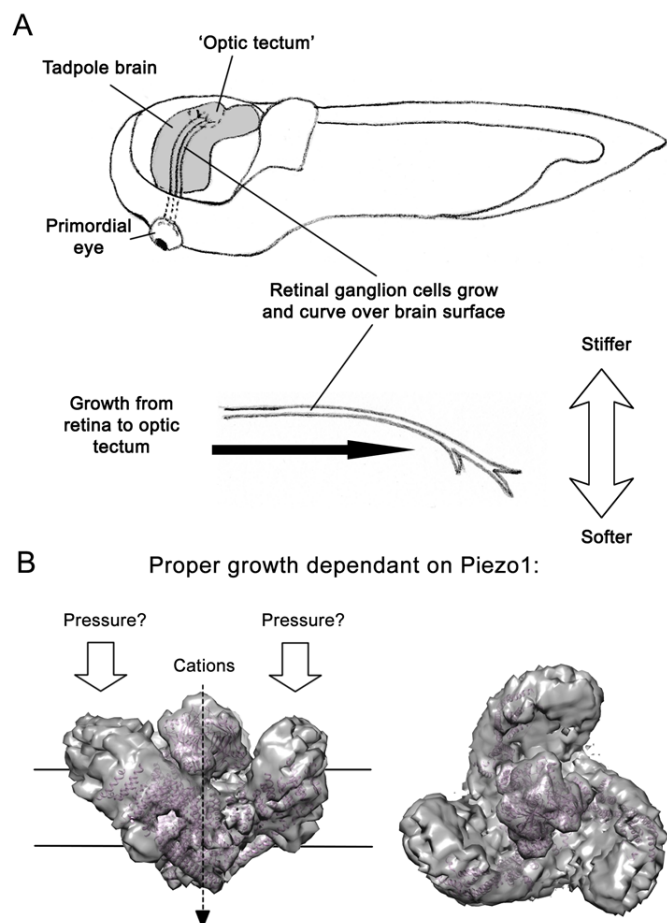 A
'Optic tectum'
Tadpole brain
Primordial
eye
Retinal ganglion cells grow
and curve over brain surface
Stiffer
Growth from
retina to optic
tectum
Softer
B
Proper growth dependant on Piezo1:
Pressure?
Pressure?
Cations